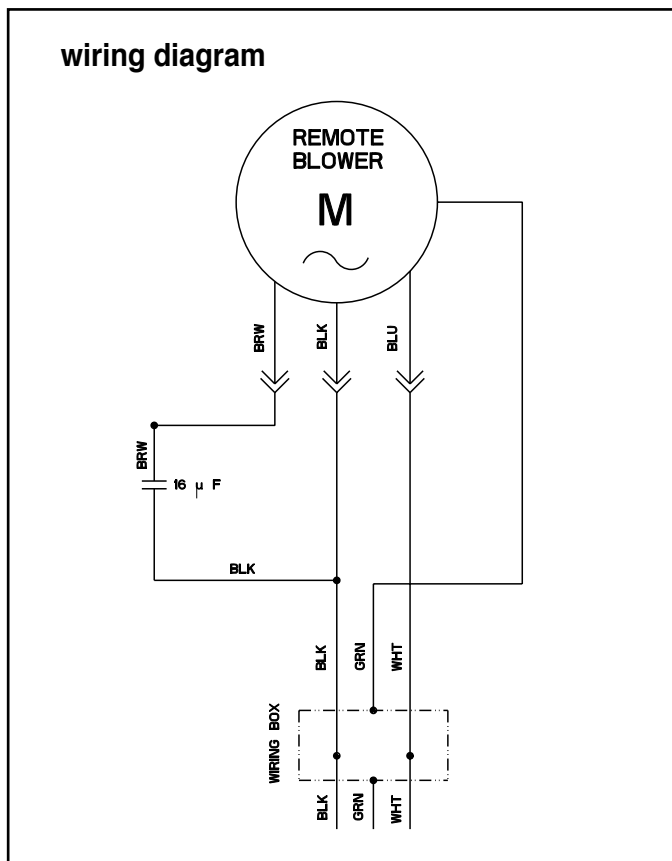 wiring diagram
REMOTE
BLOWER
M
BRW
BLK
BLU
BRW
16 μ F
BLK
BLK
GRN
WHT
WIRING BOX
BLK
GRN
WHT